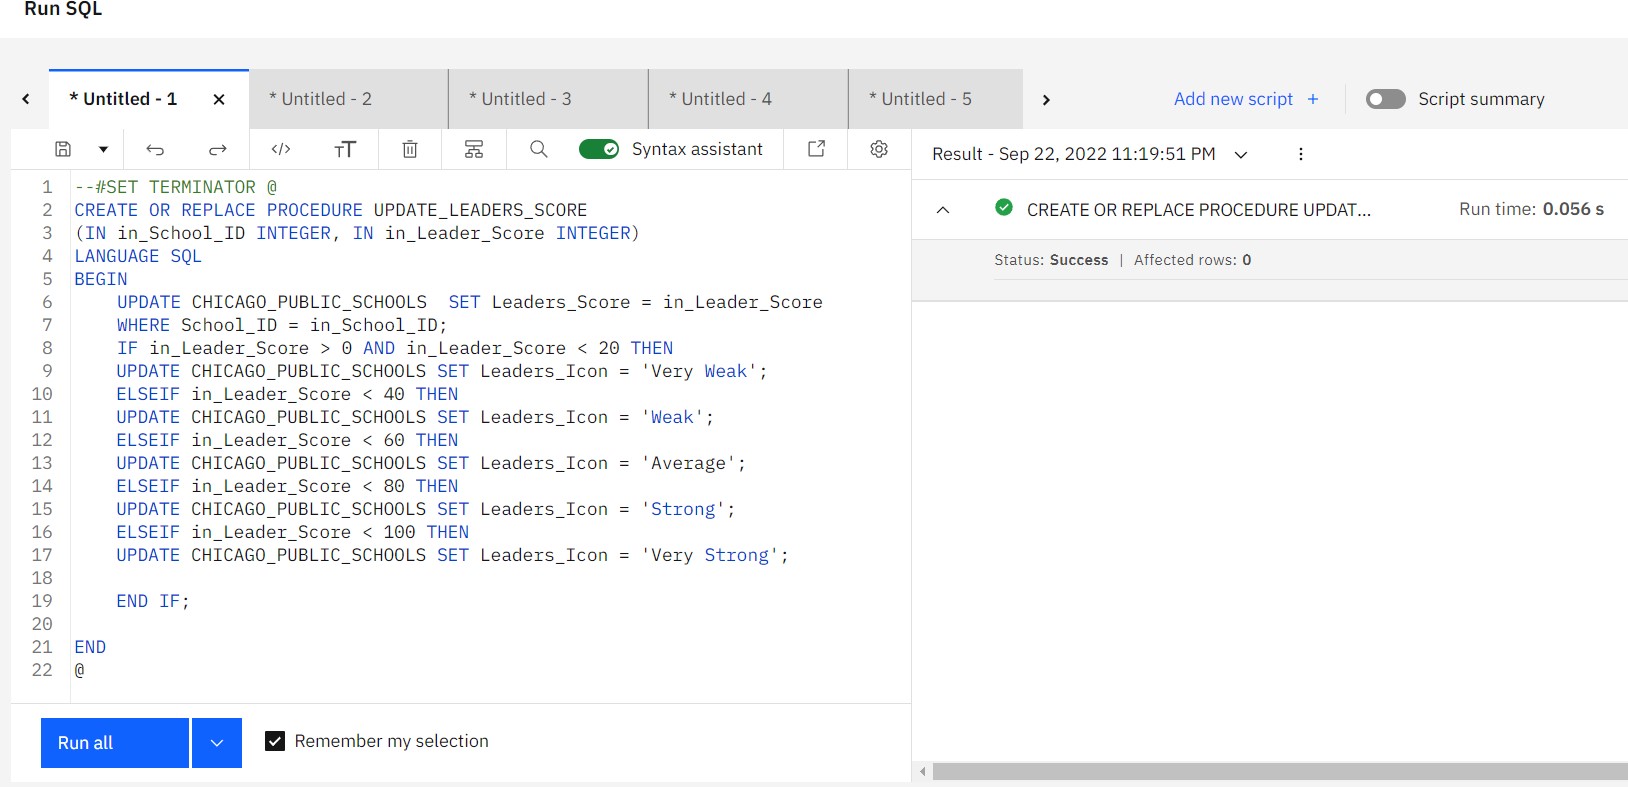 Run SQL
* Untitled - 1
* Untitled - 2
* Untitled - 3
* Untitled - 4
* Untitled - 5
Add new script +
Script summary
Syntax assistant
1 --#SET TERMINATOR @
2 CREATE OR REPLACE PROCEDURE UPDATE_LEADERS_SCORE
3 (IN in_School_ID INTEGER, IN in_Leader_Score INTEGER)
4 LANGUAGE SQL
5 BEGIN
6 UPDATE CHICAGO_PUBLIC_SCHOOLS  SET Leaders_Score = in_Leader_Score
7 WHERE School_ID = in_School_ID;
8 IF in_Leader_Score > 0 AND in_Leader_Score < 20 THEN
9 UPDATE CHICAGO_PUBLIC_SCHOOLS SET Leaders_Icon = 'Very Weak';
10 ELSEIF in_Leader_Score < 40 THEN
11 UPDATE CHICAGO_PUBLIC_SCHOOLS SET Leaders_Icon = 'Weak';
12 ELSEIF in_Leader_Score < 60 THEN
13 UPDATE CHICAGO_PUBLIC_SCHOOLS SET Leaders_Icon = 'Average';
14 ELSEIF in_Leader_Score < 80 THEN
15 UPDATE CHICAGO_PUBLIC_SCHOOLS SET Leaders_Icon = 'Strong';
16 ELSEIF in_Leader_Score < 100 THEN
17 UPDATE CHICAGO_PUBLIC_SCHOOLS SET Leaders_Icon = 'Very Strong';
18
19 END IF;
20
21 END
22 @
Run all
Remember my selection
Result - Sep 22, 2022 11:19:51 PM
CREATE OR REPLACE PROCEDURE UPDAT...
Run time: 0.056 s
Status: Success | Affected rows: 0